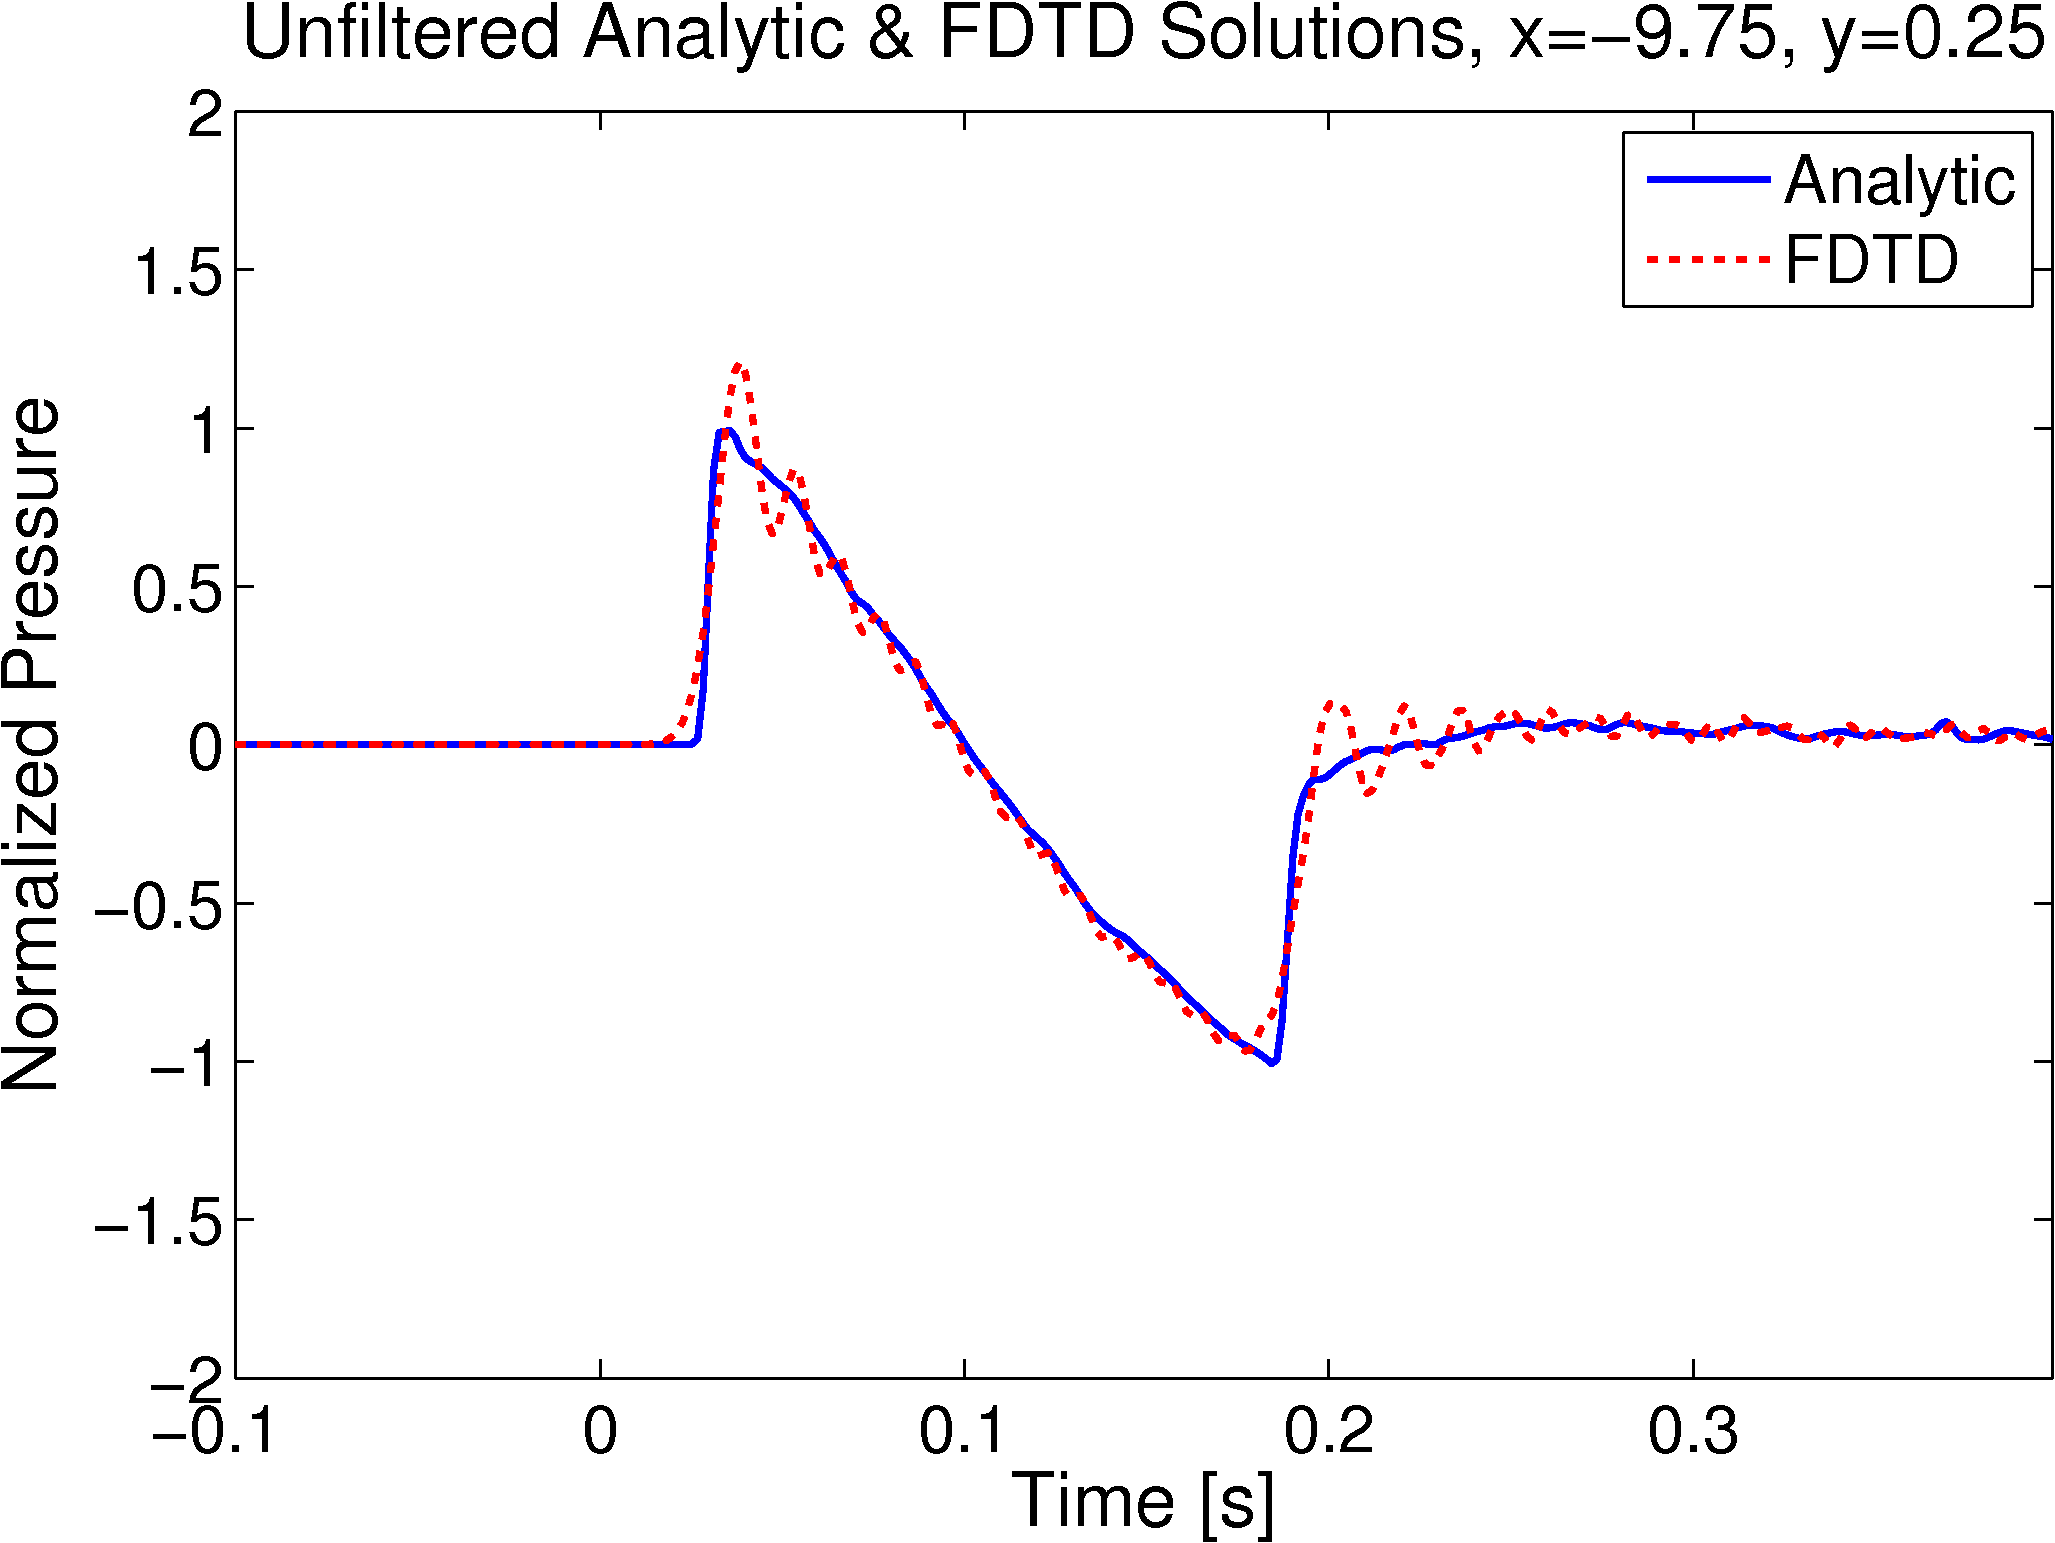 Unfiltered Analytic & FDTD Solutions, x=−9.75, y=0.25
2
1.5
1
0.5
0
−0.5
−1
−1.5
−2
Normalized Pressure
Analytic
FDTD
−0.1 0 0.1 0.2 0.3
Time [s]